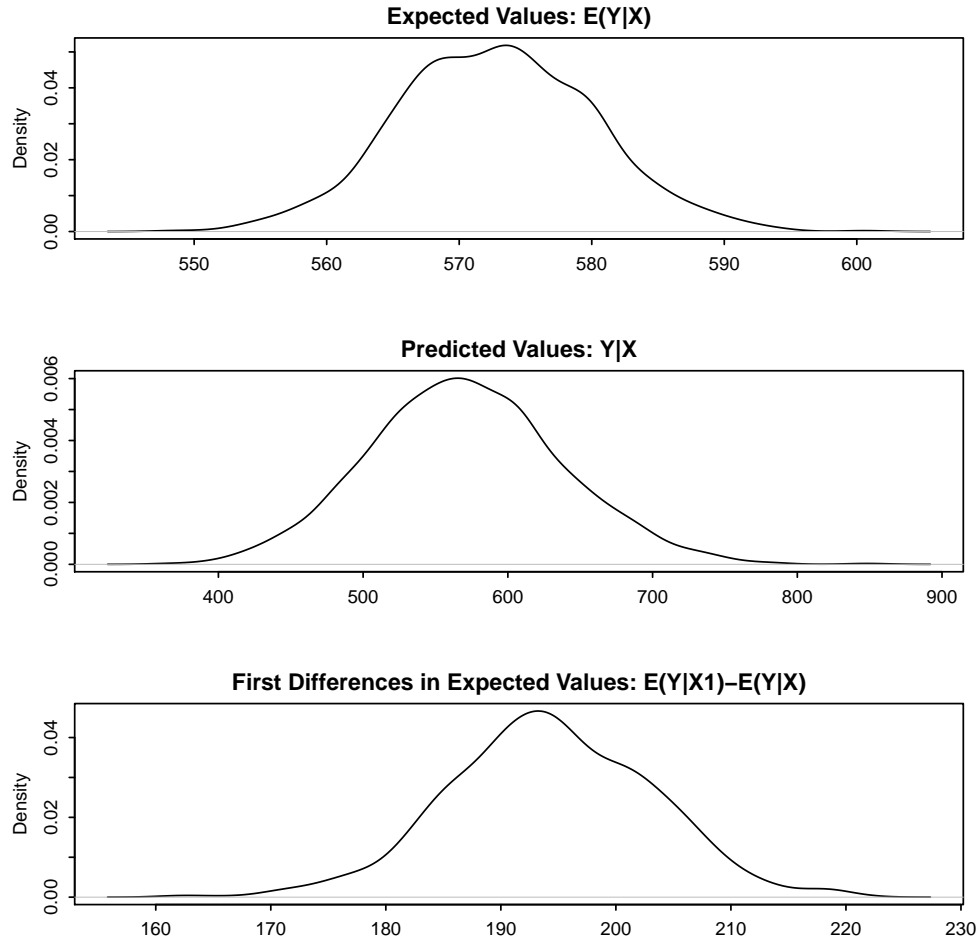 Expected Values: E(Y|X)
Density
0.00 0.02 0.04
550 560 570 580 590 600
Predicted Values: Y|X
Density
0.000 0.002 0.004 0.006
400 500 600 700 800 900
First Differences in Expected Values: E(Y|X1)−E(Y|X)
Density
0.00 0.02 0.04
160 170 180 190 200 210 220 230